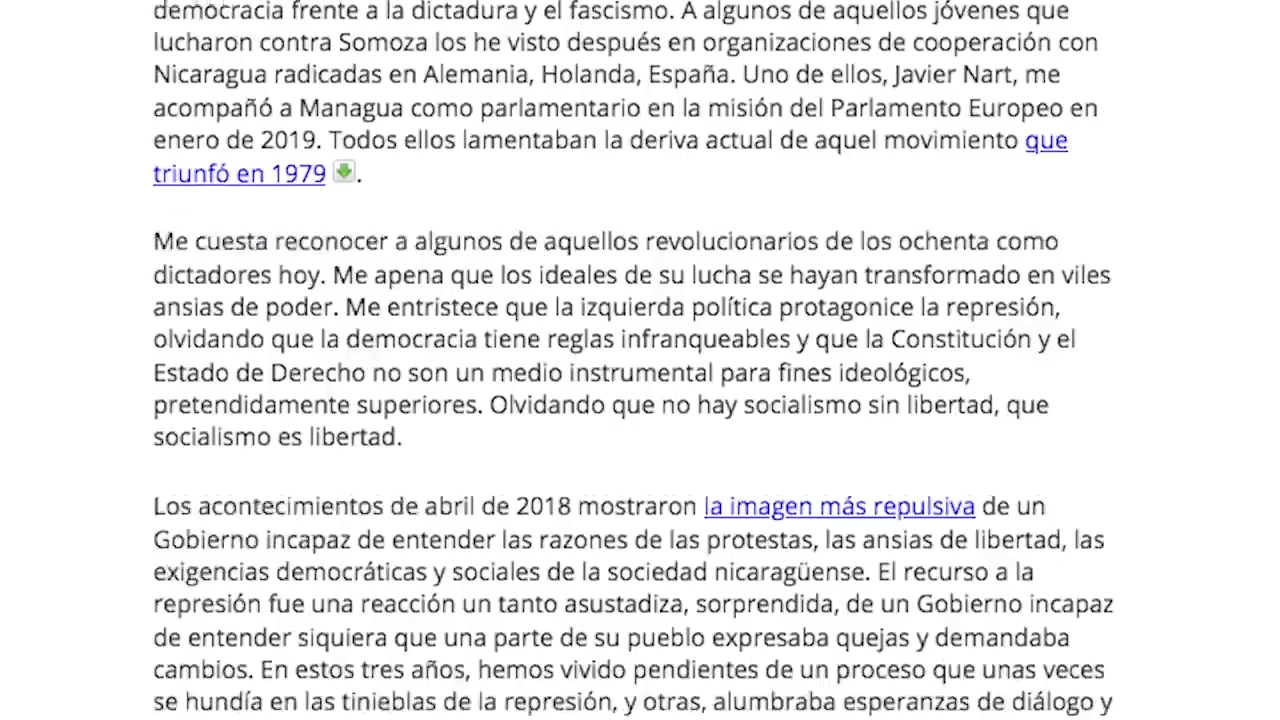 democracia frente a la dictadura y el fascismo. A algunos de aquellos jóvenes que
lucharon contra Somoza los he visto después en organizaciones de cooperación con
Nicaragua radicadas en Alemania, Holanda, España. Uno de ellos, Javier Nart, me
acompañó a Managua como parlamentario en la misión del Parlamento Europeo en
enero de 2019. Todos ellos lamentaban la deriva actual de aquel movimiento que
triunfó en 1979.
Me cuesta reconocer a algunos de aquellos revolucionarios de los ochenta como
dictadores hoy. Me apena que los ideales de su lucha se hayan transformado en viles
ansias de poder. Me entristece que la izquierda política protagonice la represión,
olvidando que la democracia tiene reglas infranqueables y que la Constitución y el
Estado de Derecho no son un medio instrumental para fines ideológicos,
pretendidamente superiores. Olvidando que no hay socialismo sin libertad, que
socialismo es libertad.
Los acontecimientos de abril de 2018 mostraron la imagen más repulsiva de un
Gobierno incapaz de entender las razones de las protestas, las ansias de libertad, las
exigencias democráticas y sociales de la sociedad nicaragüense. El recurso a la
represión fue una reacción un tanto asustadiza, sorprendida, de un Gobierno incapaz
de entender siquiera que una parte de su pueblo expresaba quejas y demandaba
cambios. En estos tres años, hemos vivido pendientes de un proceso que unas veces
se hundía en las tinieblas de la represión, y otras, alumbraba esperanzas de diálogo y